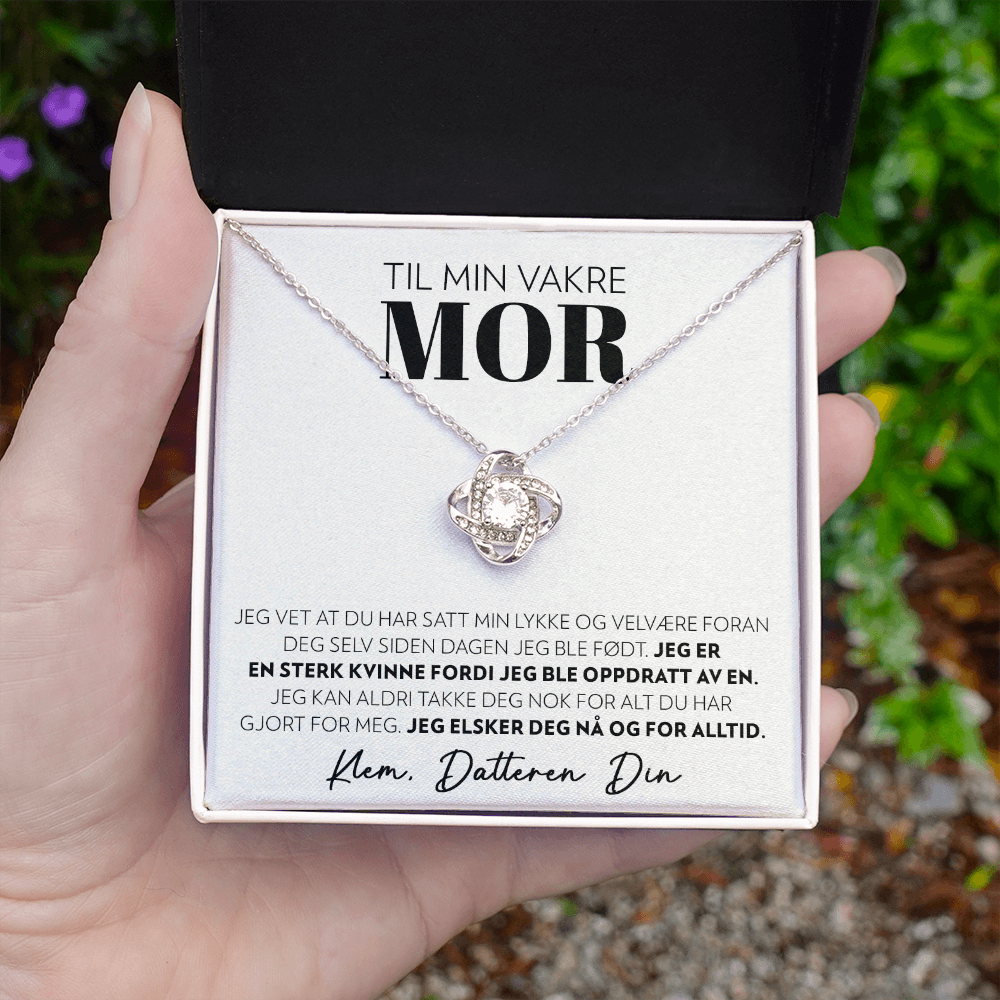 TIL MIN VAKRE
MOR
JEG VET AT DU HAR SATT MIN LYKKE OG VELVÆRE FORAN
DEG SELV SIDEN DAGEN JEG BLE FØDT. JEG ER
EN STERK KVINNE FORDI JEG BLE OPPDRATT AV EN.
JEG KAN ALDRI TAKKE DEG NOK FOR ALT DU HAR
GJORT FOR MEG. JEG ELSKER DEG NÅ OG FOR ALLTID.
Klem, Datteren Din